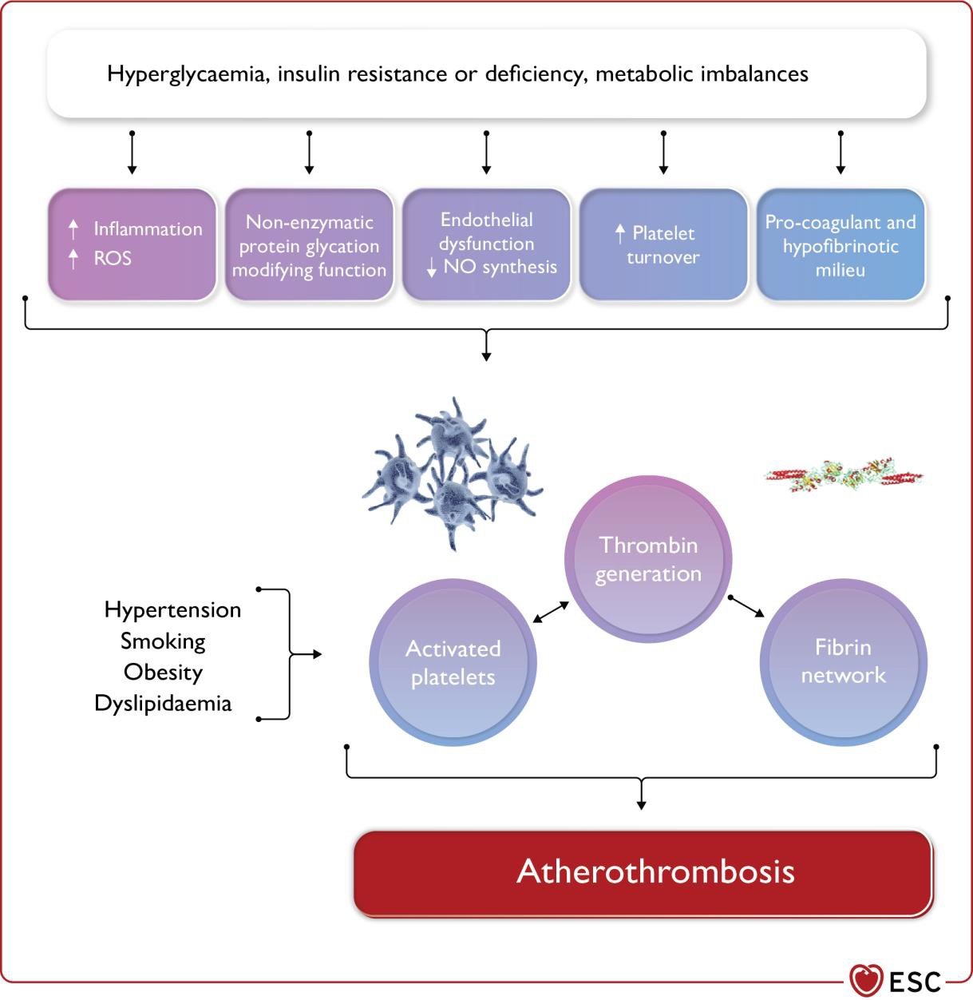 Hyperglycaemia, insulin resistance or deficiency, metabolic imbalances
↑ Inflammation
↑ ROS
Non-enzymatic
protein glycation
modifying function
Endothelial
dysfunction
↓ NO synthesis
↑ Platelet
turnover
Pro-coagulant and
hypofibrinotic
milieu
Thrombin
generation
Hypertension
Smoking
Obesity
Dyslipidaemia
Activated
platelets
Fibrin
network
Atherothrombosis
ESC